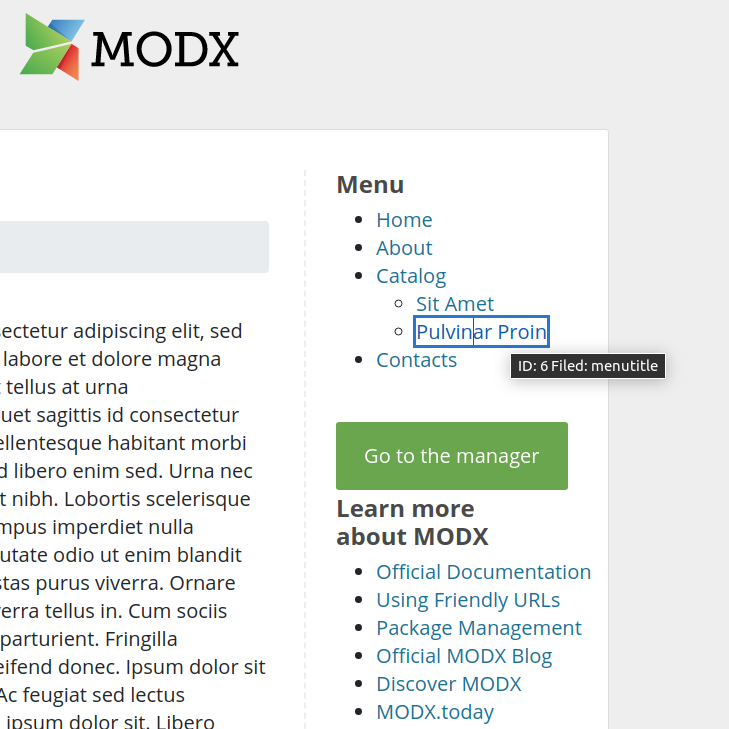 MODX
Menu
Home
About
Catalog
Sit Amet
Pulvinar Proin
Contacts
ID: 6 Filed: menutitle
Go to the manager
Learn more
about MODX
Official Documentation
Using Friendly URLs
Package Management
Official MODX Blog
Discover MODX
MODX.today
ectetur adipiscing elit, sed
labore et dolore magna
tellus at urna
uet sagittis id consectetur
ellentesque habitant morbi
d libero enim sed. Urna nec
t nibh. Lobortis scelerisque
mpus imperdiet nulla
utate odio ut enim blandit
stas purus viverra. Ornare
erra tellus in. Cum sociis
parturient. Fringilla
eifend donec. Ipsum dolor sit
Ac feugiat sed lectus
ipsum dolor sit. Libero